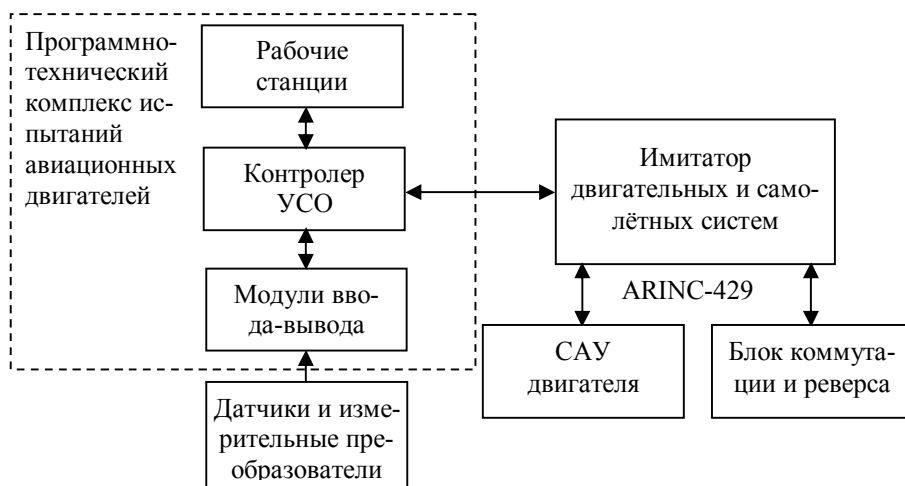 Программно-
технический
комплекс ис-
пытаний
авиационных
двигателей
Рабочие
станции
Контролер
УСО
Модули вво-
да-вывода
Датчики и изме-
рительные пре-
образователи
Имитатор
двигательных и само-
лётных систем
ARINC-429
САУ
двигателя
Блок коммута-
ции и реверса